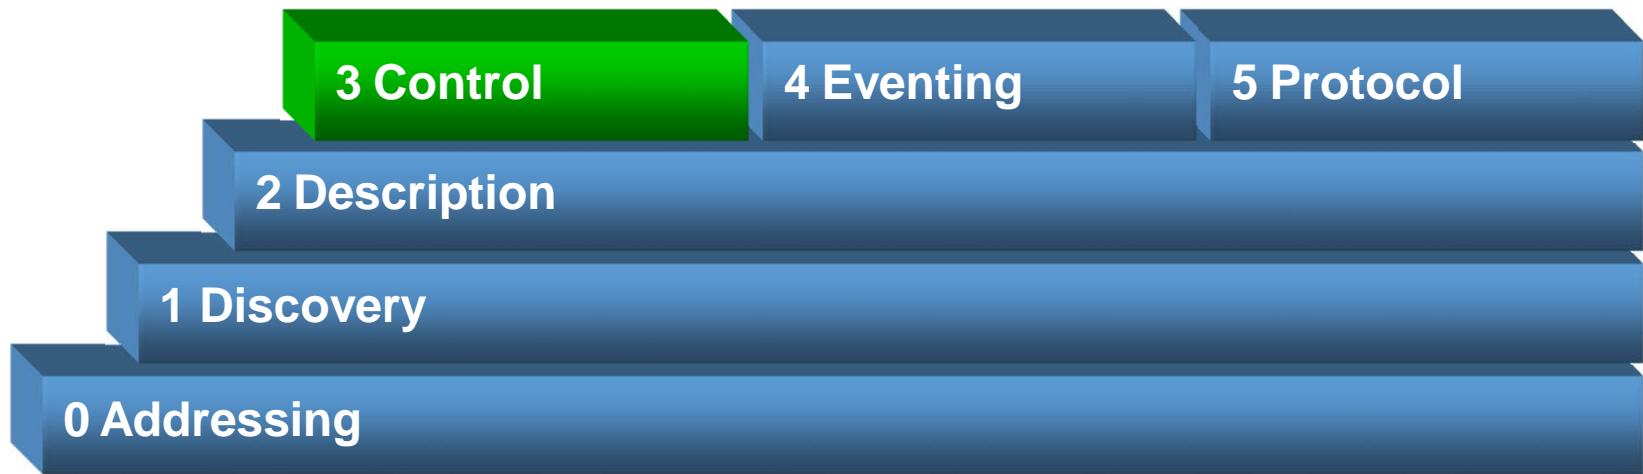 3 Control
4 Eventing
5 Protocol
2 Description
1 Discovery
0 Addressing